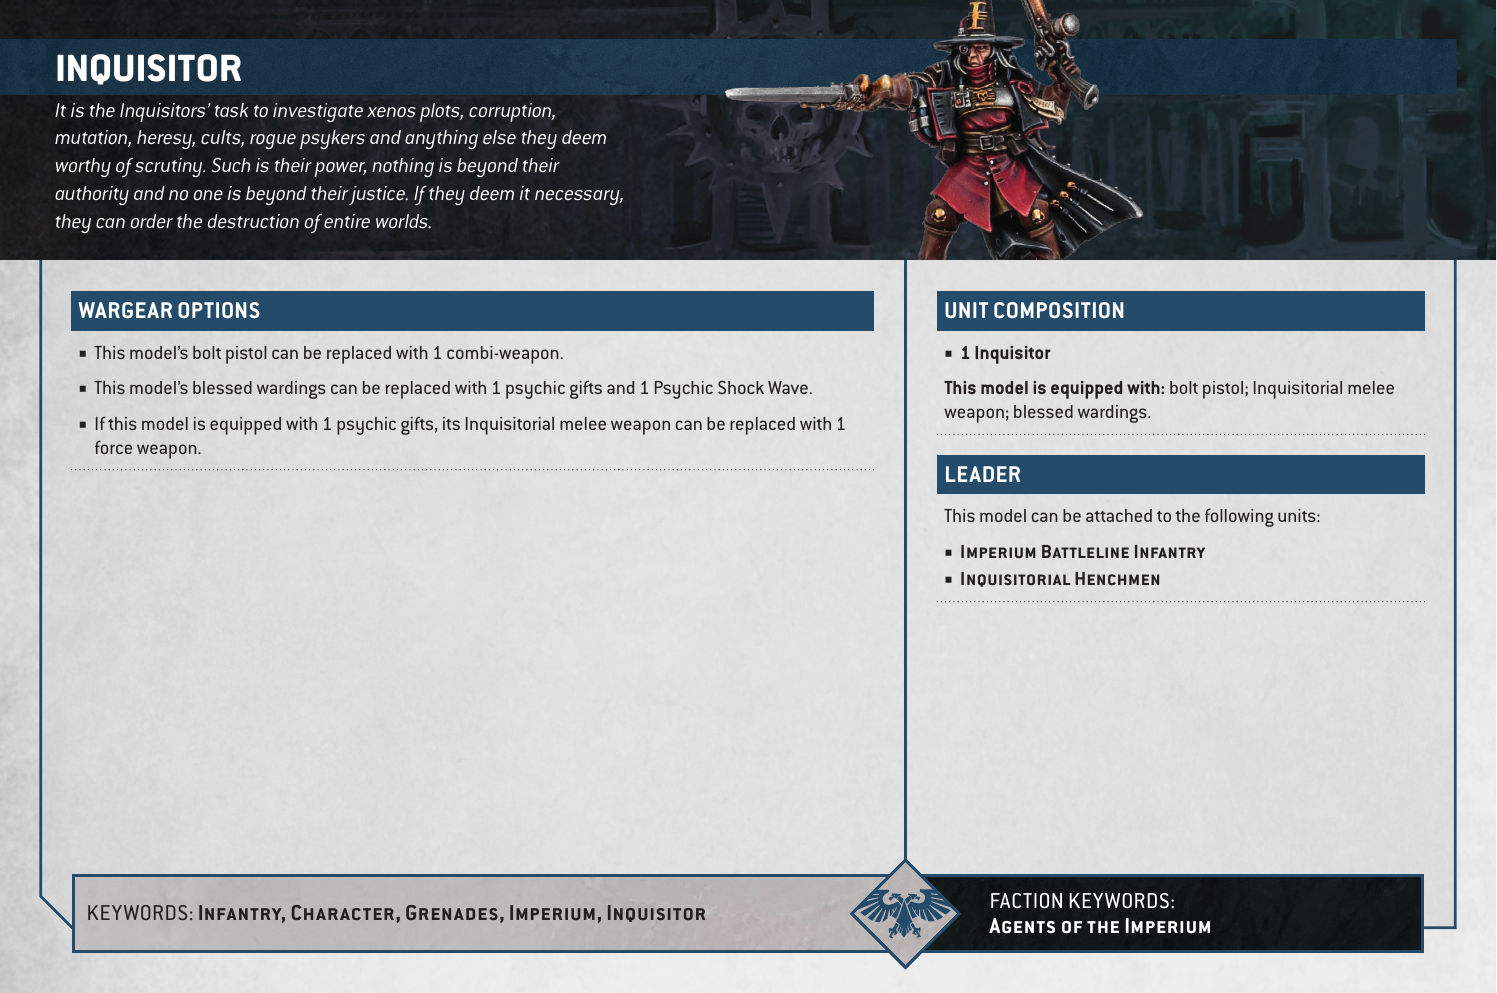 INQUISITOR
It is the Inquisitors’ task to investigate xenos plots, corruption,
mutation, heresy, cults, rogue psykers and anything else they deem
worthy of scrutiny. Such is their power, nothing is beyond their
authority and no one is beyond their justice. If they deem it necessary,
they can order the destruction of entire worlds.
WARGEAR OPTIONS
■ This model’s bolt pistol can be replaced with 1 combi-weapon.
■ This model’s blessed wardings can be replaced with 1 psychic gifts and 1 Psychic Shock Wave.
■ If this model is equipped with 1 psychic gifts, its Inquisitorial melee weapon can be replaced with 1
force weapon.
UNIT COMPOSITION
■ 1 Inquisitor
This model is equipped with: bolt pistol; Inquisitorial melee
weapon; blessed wardings.
LEADER
This model can be attached to the following units:
■ Imperium Battleline Infantry
■ Inquisitorial Henchmen
KEYWORDS: Infantry, Character, Grenades, Imperium, Inquisitor
FACTION KEYWORDS:
Agents of the Imperium